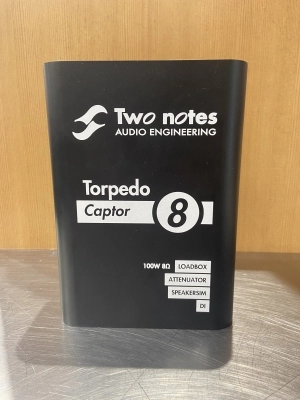 Two notes
AUDIO ENGINEERING
Torpedo
Captor 8
100W 8Ω LOADBOX
ATTENUATOR
SPEAKERSIM
DI